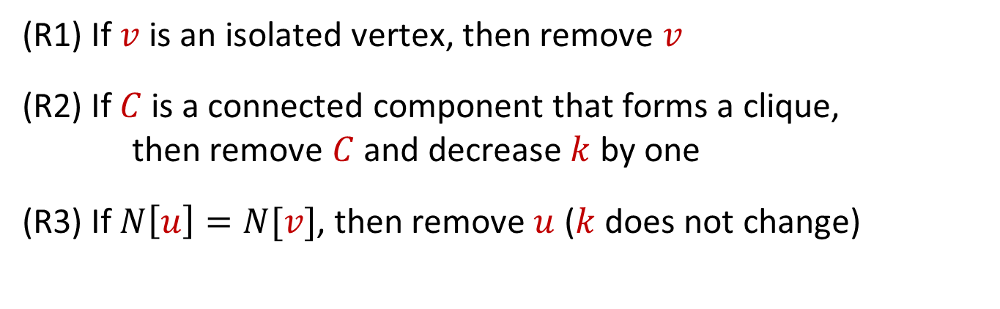 (R1) If 𝑣 is an isolated vertex, then remove 𝑣
(R2) If 𝐶 is a connected component that forms a clique,
then remove 𝐶 and decrease 𝑘 by one
(R3) If 𝑁[𝑢] = 𝑁[𝑣], then remove 𝑢 (𝑘 does not change)